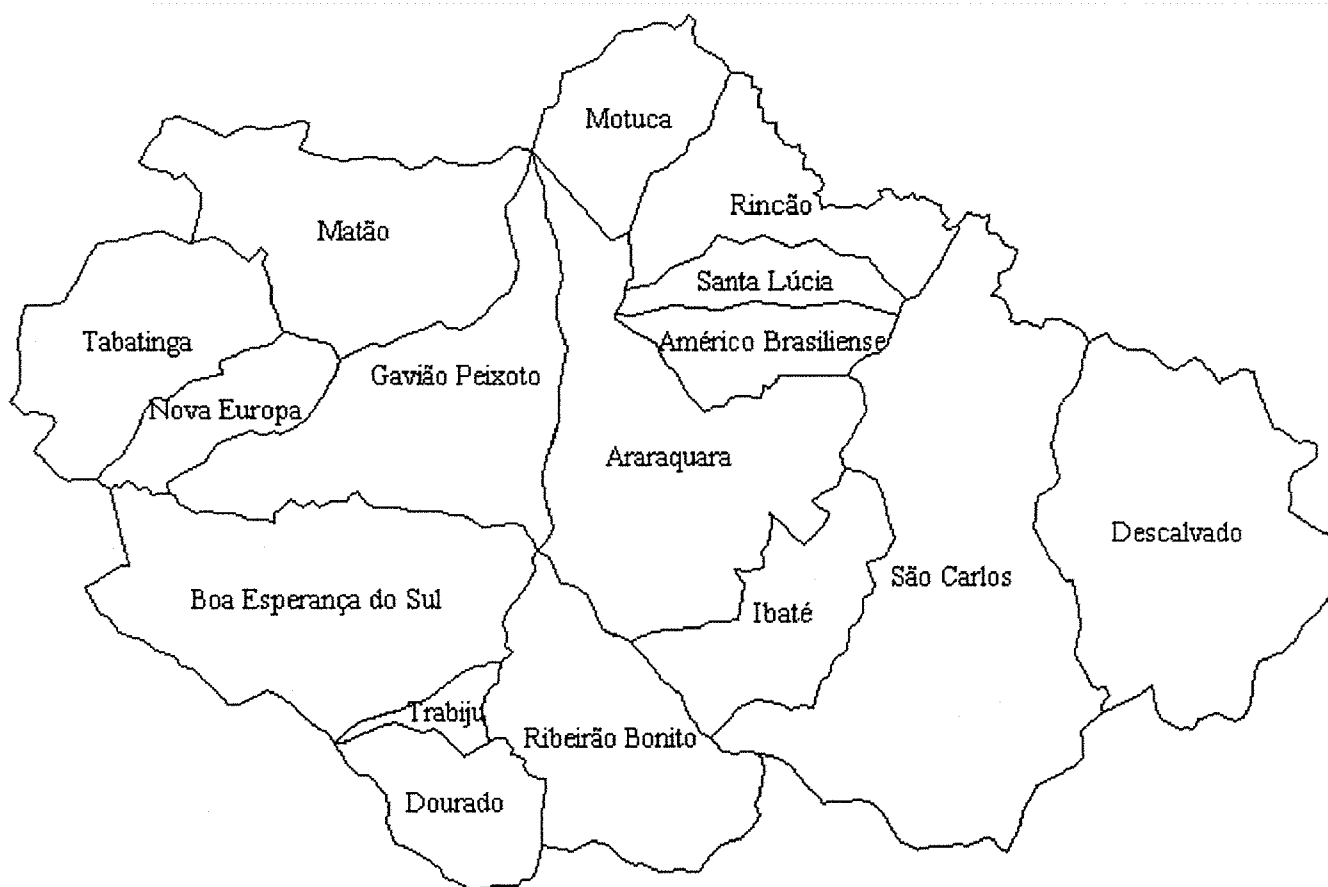 Motuca
Rincão
Matão
Santa Lúcia
Tabatinga
Américo Brasiliense
Gavião Peixoto
Nova Europa
Araraquara
Descalvado
São Carlos
Boa Esperança do Sul
Ibaté
Trabiju
Ribeirão Bonito
Dourado